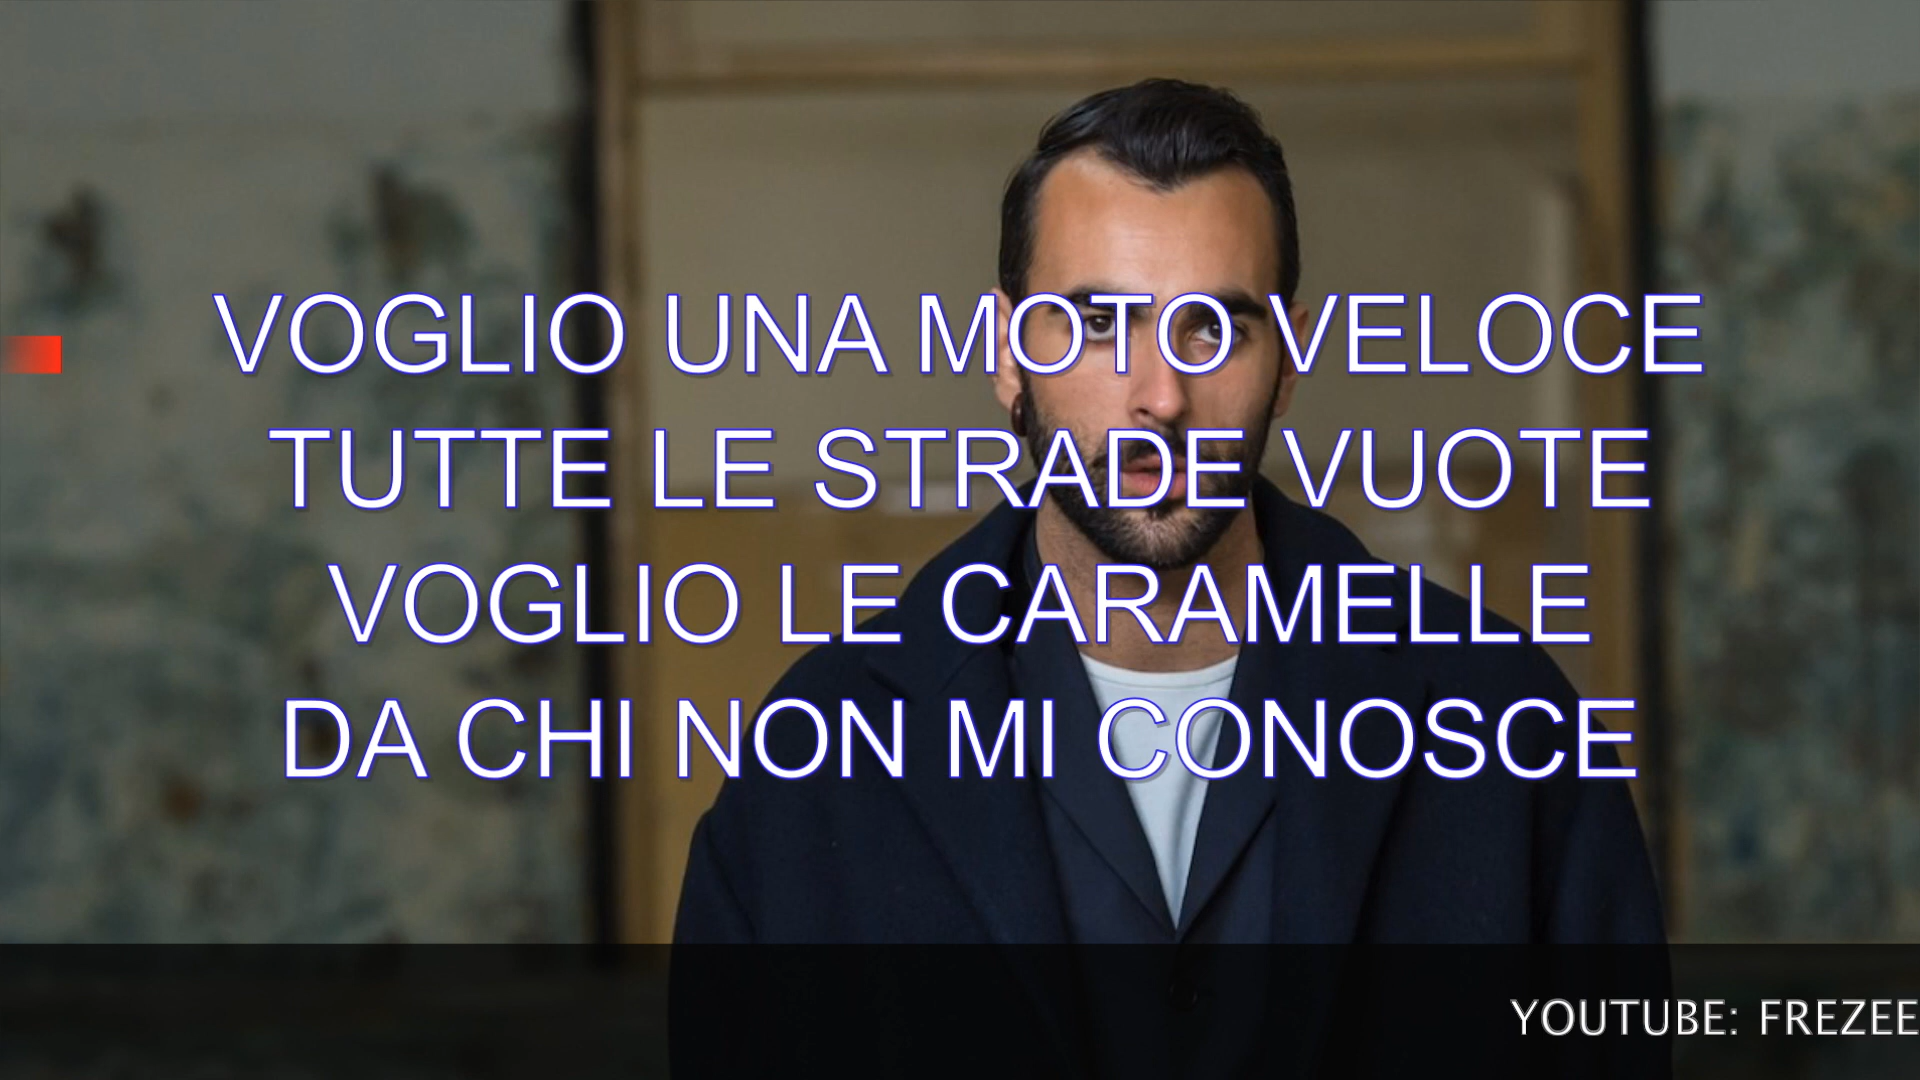 VOGLIO UNA MOTO VELOCE
TUTTE LE STRADE VUOTE
VOGLIO LE CARAMELLE
DA CHI NON MI CONOSCE
YOUTUBE: FREZEE